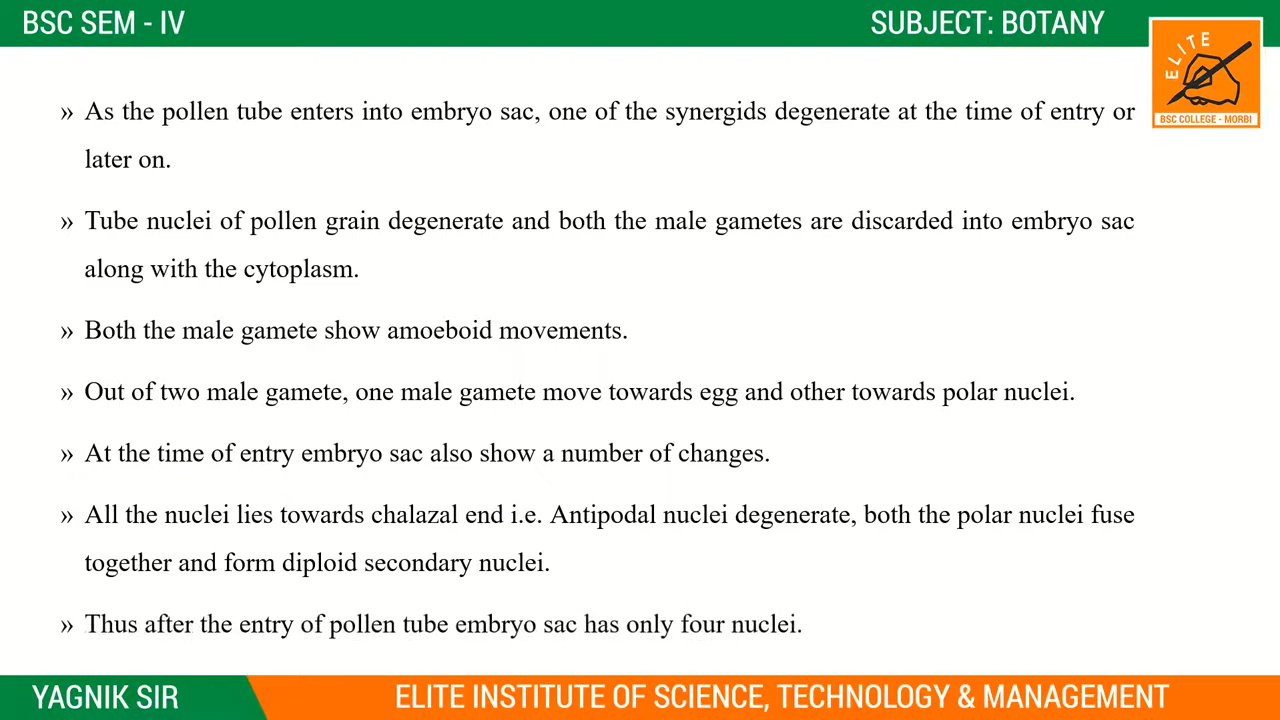 BSC SEM - IV
SUBJECT: BOTANY
ELITE
BSC COLLEGE - MORBI
» As the pollen tube enters into embryo sac, one of the synergids degenerate at the time of entry or
later on.
» Tube nuclei of pollen grain degenerate and both the male gametes are discarded into embryo sac
along with the cytoplasm.
» Both the male gamete show amoeboid movements.
» Out of two male gamete, one male gamete move towards egg and other towards polar nuclei.
» At the time of entry embryo sac also show a number of changes.
» All the nuclei lies towards chalazal end i.e. Antipodal nuclei degenerate, both the polar nuclei fuse
together and form diploid secondary nuclei.
» Thus after the entry of pollen tube embryo sac has only four nuclei.
YAGNIK SIR
ELITE INSTITUTE OF SCIENCE, TECHNOLOGY & MANAGEMENT